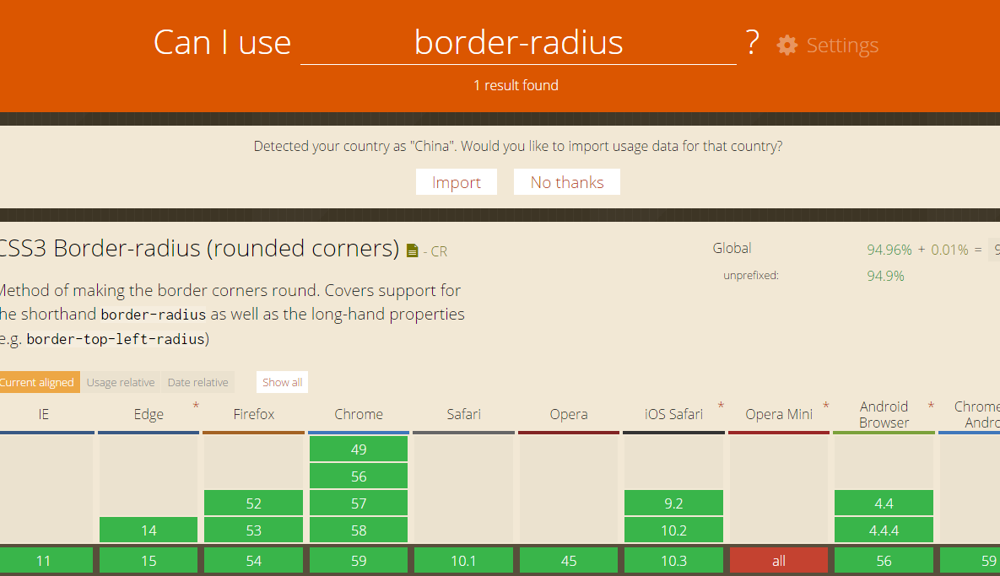 Can I use border-radius ? Settings
1 result found
Detected your country as "China". Would you like to import usage data for that country?
Import No thanks
CSS3 Border-radius (rounded corners) - CR
Global 94.96% + 0.01% =
unprefixed: 94.9%
Method of making the border corners round. Covers support for
the shorthand border-radius as well as the long-hand properties
(e.g. border-top-left-radius)
Current aligned Usage relative Date relative Show all
IE Edge * Firefox Chrome Safari Opera iOS Safari * Opera Mini * Android Browser * Chrome
49
56
52 57 9.2 4.4
14 53 58 10.2 4.4.4
11 15 54 59 10.1 45 10.3 all 56 59